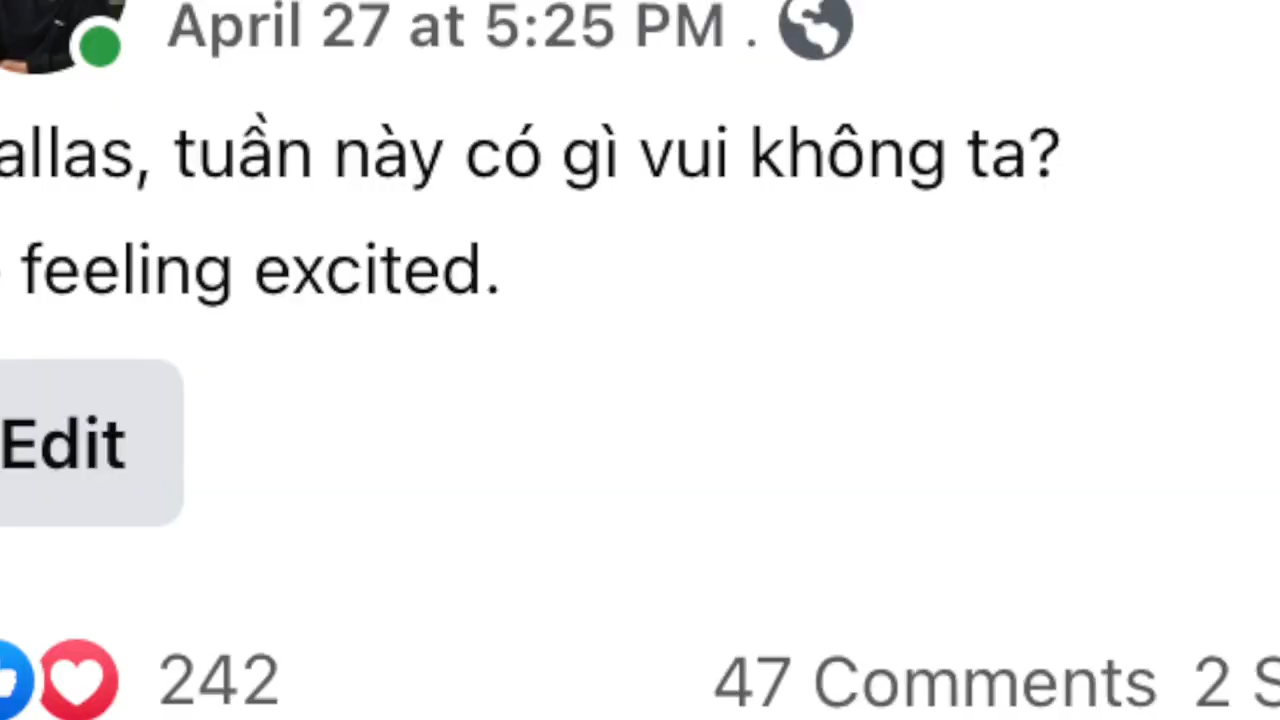 April 27 at 5:25 PM .
allas, tuần này có gì vui không ta?
feeling excited.
Edit
242
47 Comments 2 S